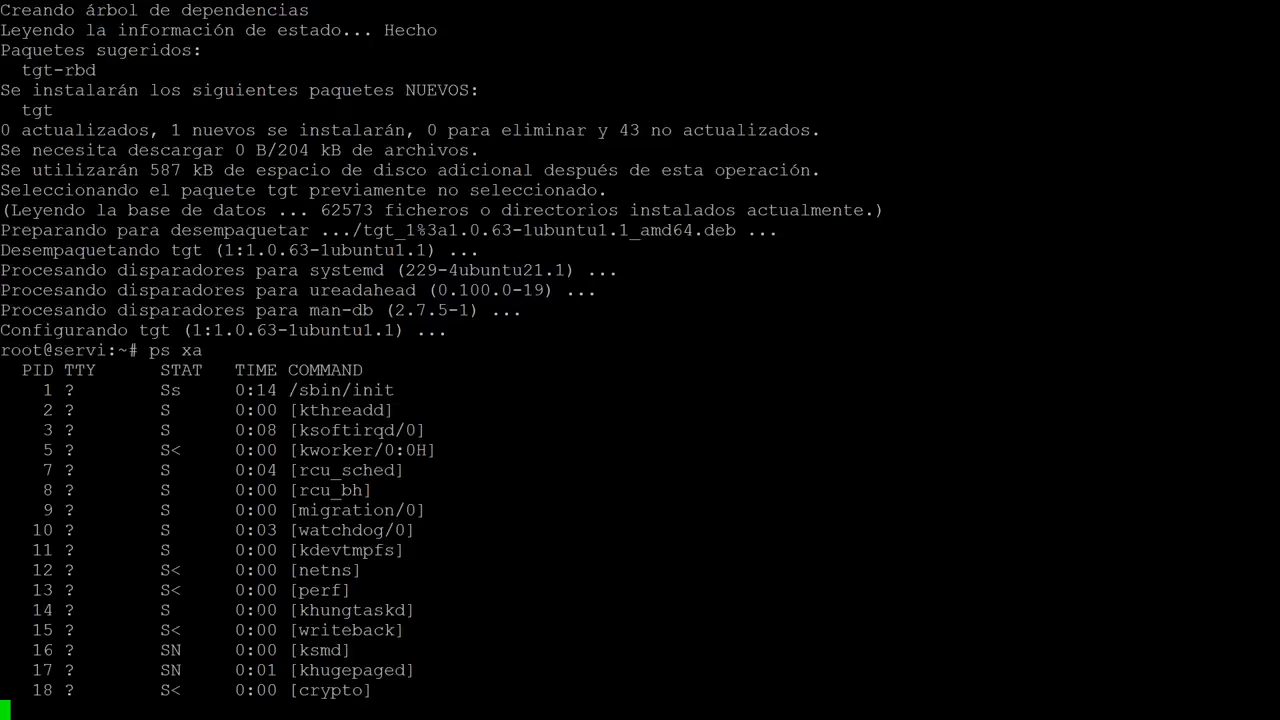 Creando árbol de dependencias
Leyendo la información de estado... Hecho
Paquetes sugeridos:
  tgt-rbd
Se instalarán los siguientes paquetes NUEVOS:
  tgt
0 actualizados, 1 nuevos se instalarán, 0 para eliminar y 43 no actualizados.
Se necesita descargar 0 B/204 kB de archivos.
Se utilizarán 587 kB de espacio de disco adicional después de esta operación.
Seleccionando el paquete tgt previamente no seleccionado.
(Leyendo la base de datos ... 62573 ficheros o directorios instalados actualmente.)
Preparando para desempaquetar .../tgt_1%3a1.0.63-1ubuntu1.1_amd64.deb ...
Desempaquetando tgt (1:1.0.63-1ubuntu1.1) ...
Procesando disparadores para systemd (229-4ubuntu21.1) ...
Procesando disparadores para ureadahead (0.100.0-19) ...
Procesando disparadores para man-db (2.7.5-1) ...
Configurando tgt (1:1.0.63-1ubuntu1.1) ...
root@servi:~# ps xa
  PID TTY      STAT   TIME COMMAND
    1 ?        Ss     0:14 /sbin/init
    2 ?        S      0:00 [kthreadd]
    3 ?        S      0:08 [ksoftirqd/0]
    5 ?        S<     0:00 [kworker/0:0H]
    7 ?        S      0:04 [rcu_sched]
    8 ?        S      0:00 [rcu_bh]
    9 ?        S      0:00 [migration/0]
   10 ?        S      0:03 [watchdog/0]
   11 ?        S      0:00 [kdevtmpfs]
   12 ?        S<     0:00 [netns]
   13 ?        S<     0:00 [perf]
   14 ?        S      0:00 [khungtaskd]
   15 ?        S<     0:00 [writeback]
   16 ?        SN     0:00 [ksmd]
   17 ?        SN     0:01 [khugepaged]
   18 ?        S<     0:00 [crypto]